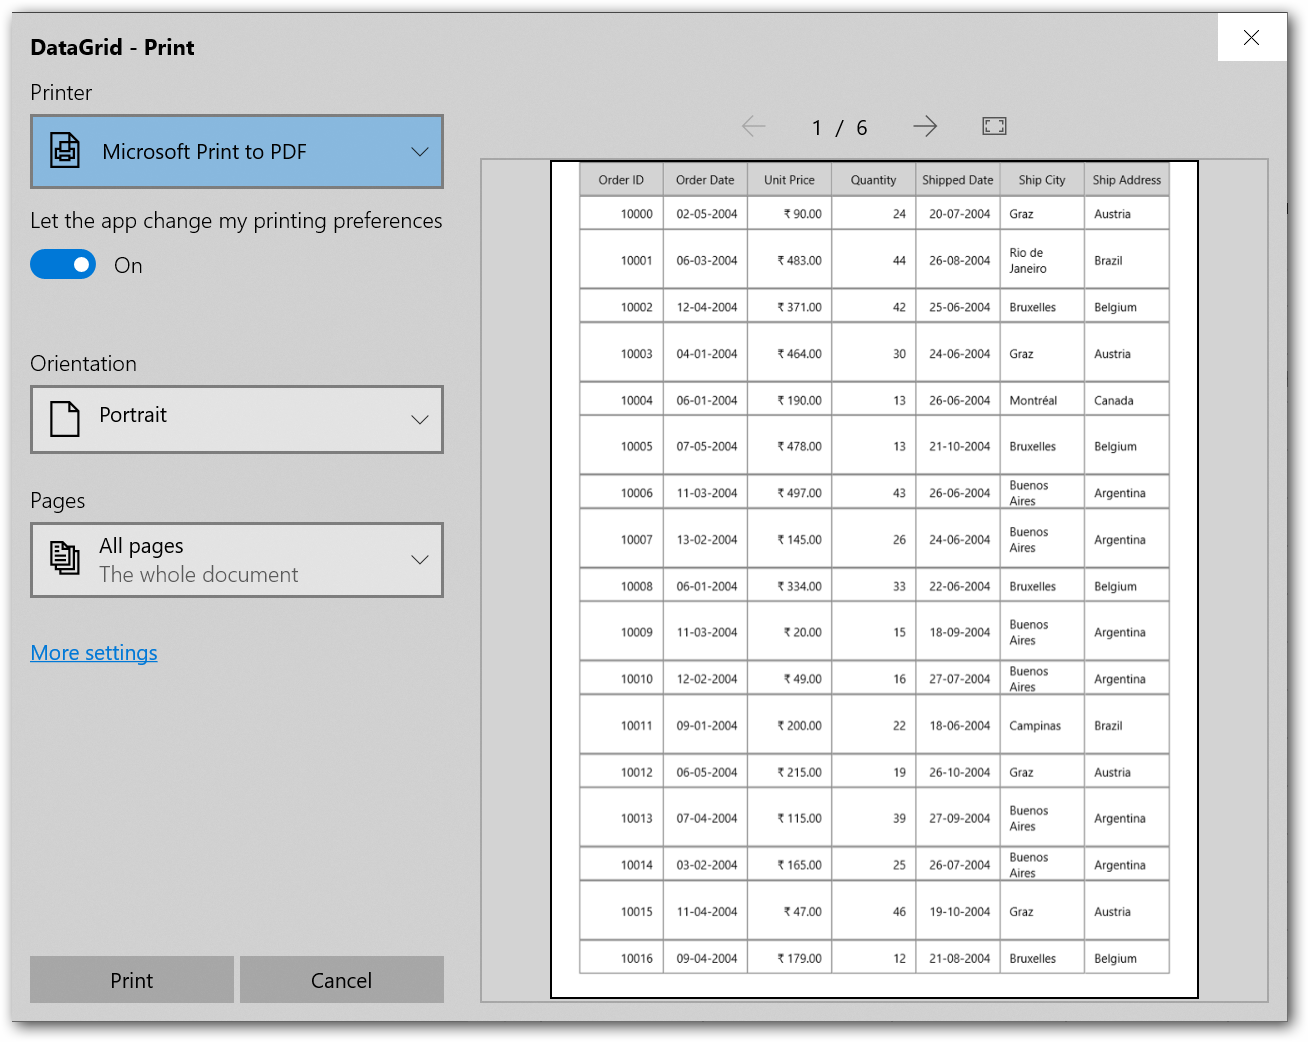 DataGrid - Print
Printer
Microsoft Print to PDF
Let the app change my printing preferences
On
Orientation
Portrait
Pages
All pages
The whole document
More settings
Print Cancel
1 / 6
Order ID Order Date Unit Price Quantity Shipped Date Ship City Ship Address
10000 02-05-2004 ₹ 90.00 24 20-07-2004 Graz Austria
10001 06-03-2004 ₹ 483.00 44 26-08-2004 Rio de Janeiro Brazil
10002 12-04-2004 ₹ 371.00 42 25-06-2004 Bruxelles Belgium
10003 04-01-2004 ₹ 464.00 30 24-06-2004 Graz Austria
10004 06-01-2004 ₹ 190.00 13 26-06-2004 Montréal Canada
10005 07-05-2004 ₹ 478.00 13 21-10-2004 Bruxelles Belgium
10006 11-03-2004 ₹ 497.00 43 26-06-2004 Buenos Aires Argentina
10007 13-02-2004 ₹ 145.00 26 24-06-2004 Buenos Aires Argentina
10008 06-01-2004 ₹ 334.00 33 22-06-2004 Bruxelles Belgium
10009 11-03-2004 ₹ 20.00 15 18-09-2004 Buenos Aires Argentina
10010 12-02-2004 ₹ 49.00 16 27-07-2004 Buenos Aires Argentina
10011 09-01-2004 ₹ 200.00 22 18-06-2004 Campinas Brazil
10012 06-05-2004 ₹ 215.00 19 26-10-2004 Graz Austria
10013 07-04-2004 ₹ 115.00 39 27-09-2004 Buenos Aires Argentina
10014 03-02-2004 ₹ 165.00 25 26-07-2004 Buenos Aires Argentina
10015 11-04-2004 ₹ 47.00 46 19-10-2004 Graz Austria
10016 09-04-2004 ₹ 179.00 12 21-08-2004 Bruxelles Belgium